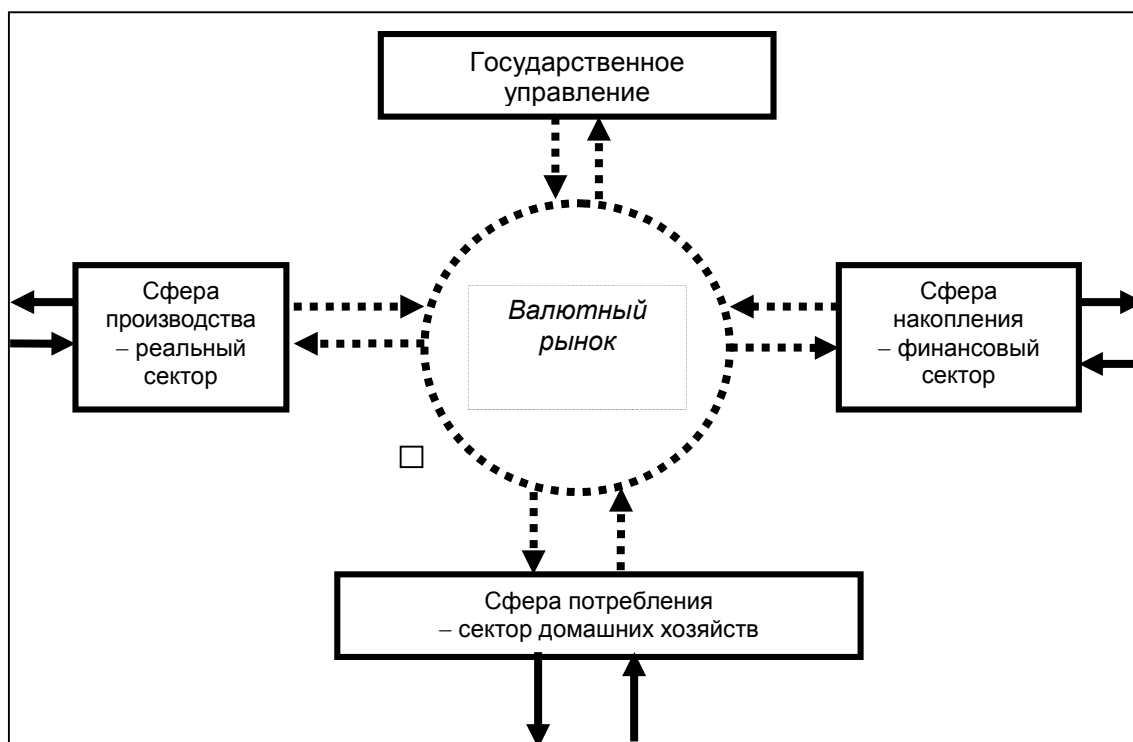 Государственное
управление
Сфера
производства
– реальный
сектор
Валютный
рынок
Сфера
накопления
– финансовый
сектор
Сфера потребления
– сектор домашних хозяйств